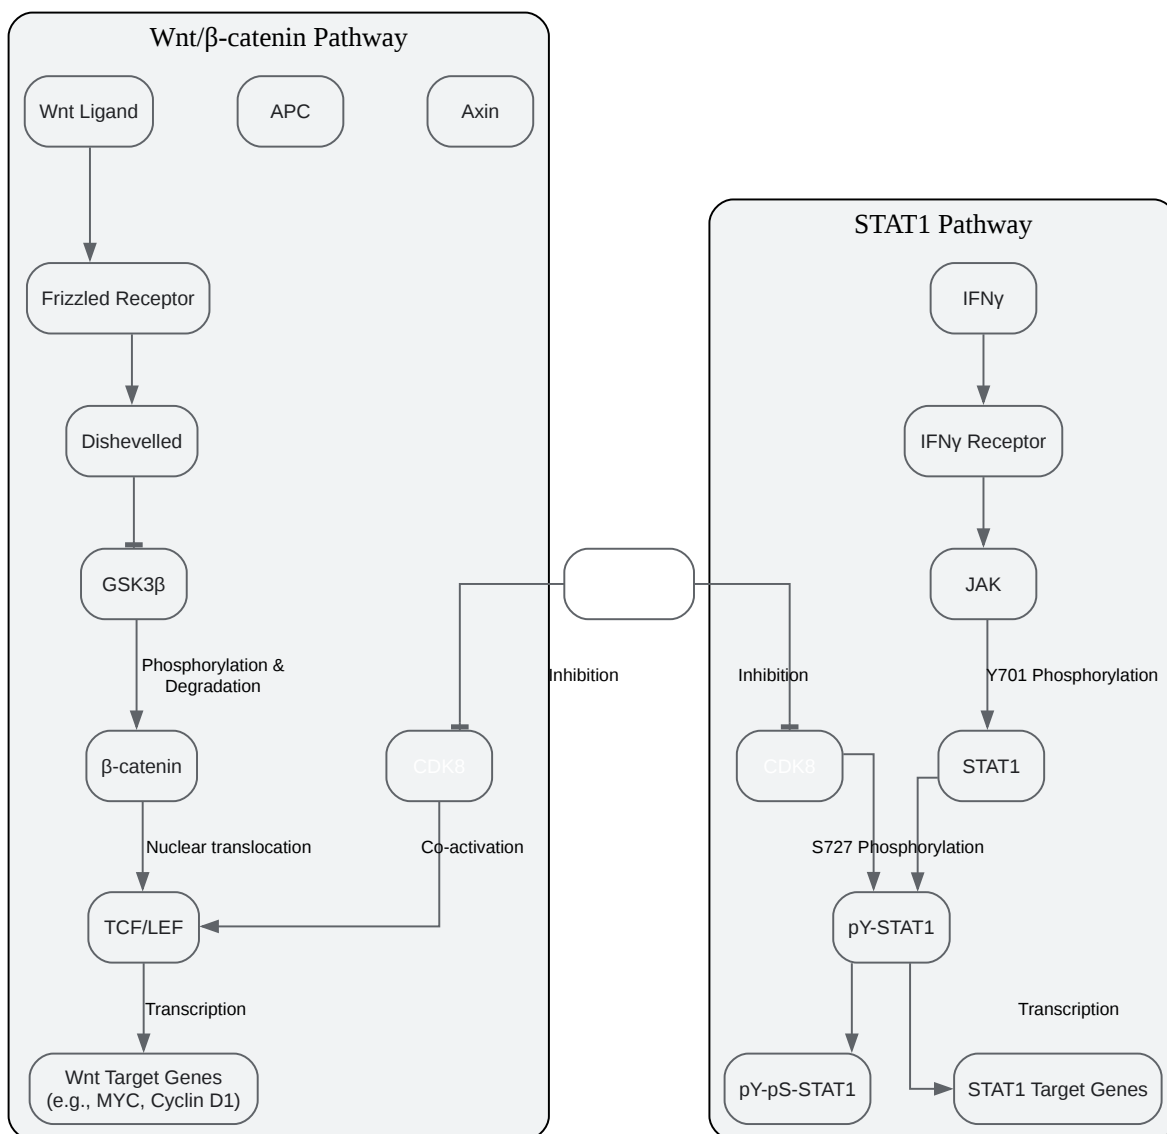 Wnt/β-catenin Pathway
Wnt Ligand
APC
Axin
STAT1 Pathway
Frizzled Receptor
IFNγ
Dishevelled
IFNγ Receptor
GSK3β
JAK
Phosphorylation &
Degradation
Inhibition
Inhibition
Y701 Phosphorylation
β-catenin
CDK8
CDK8
STAT1
Nuclear translocation
Co-activation
S727 Phosphorylation
TCF/LEF
pY-STAT1
Transcription
Transcription
Wnt Target Genes
(e.g., MYC, Cyclin D1)
pY-pS-STAT1
STAT1 Target Genes